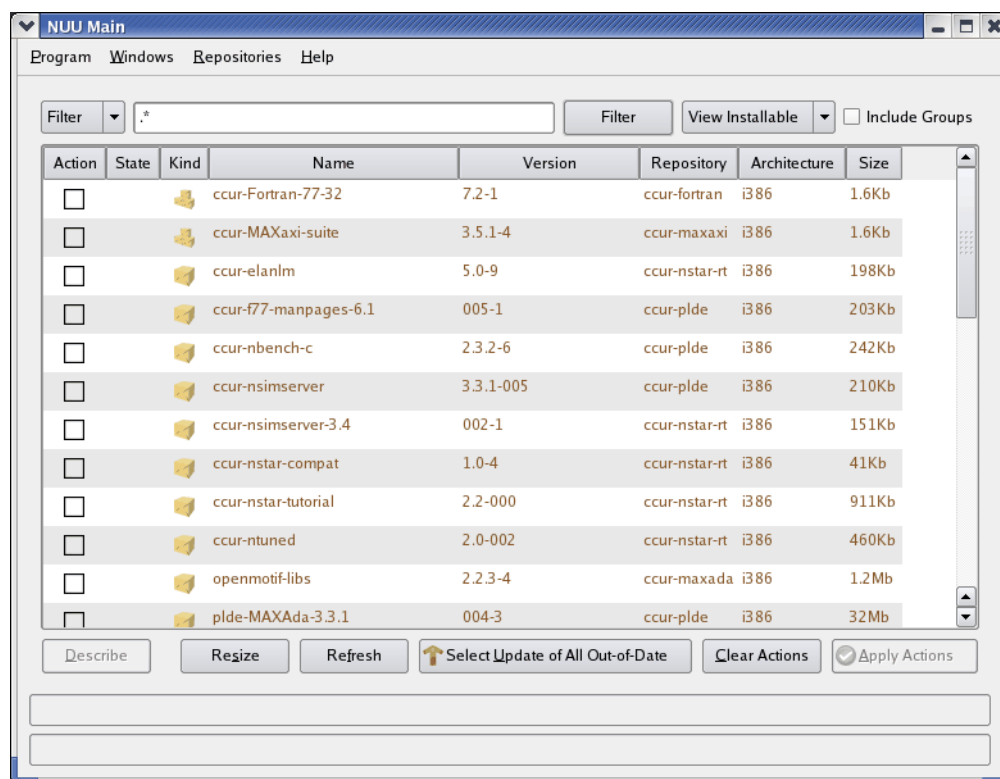 NUU Main
Program Windows Repositories Help
Filter .* Filter View Installable Include Groups
Action State Kind Name Version Repository Architecture Size
ccur-Fortran-77-32 7.2-1 ccur-fortran i386 1.6Kb
ccur-MAXaxi-suite 3.5.1-4 ccur-maxaxi i386 1.6Kb
ccur-elanlm 5.0-9 ccur-nstar-rt i386 198Kb
ccur-f77-manpages-6.1 005-1 ccur-plde i386 203Kb
ccur-nbench-c 2.3.2-6 ccur-plde i386 242Kb
ccur-nsimserver 3.3.1-005 ccur-plde i386 210Kb
ccur-nsimserver-3.4 002-1 ccur-nstar-rt i386 151Kb
ccur-nstar-compat 1.0-4 ccur-nstar-rt i386 41Kb
ccur-nstar-tutorial 2.2-000 ccur-nstar-rt i386 911Kb
ccur-ntuned 2.0-002 ccur-nstar-rt i386 460Kb
openmotif-libs 2.2.3-4 ccur-maxada i386 1.2Mb
plde-MAXAda-3.3.1 004-3 ccur-plde i386 32Mb
Describe Resize Refresh Select Update of All Out-of-Date Clear Actions Apply Actions